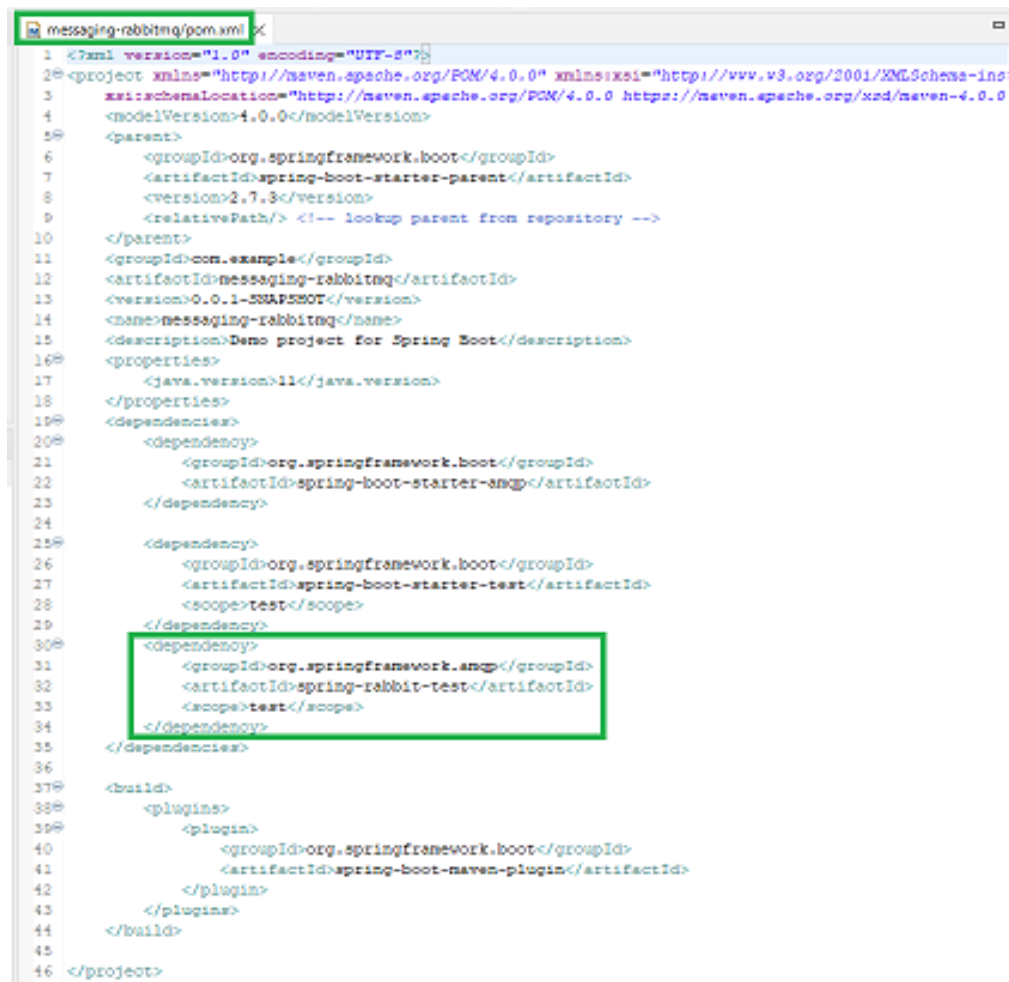 messaging-rabbitmq/pom.xml
1 <?xml version="1.0" encoding="UTF-8"?>
2 <project xmlns="http://maven.apache.org/POM/4.0.0" xmlns:xsi="http://www.w3.org/2001/XMLSchema-ins
3 xsi:schemaLocation="http://maven.apache.org/POM/4.0.0 https://maven.apache.org/xsd/maven-4.0.0
4 <modelVersion>4.0.0</modelVersion>
5 <parent>
6 <groupId>org.springframework.boot</groupId>
7 <artifactId>spring-boot-starter-parent</artifactId>
8 <version>2.7.3</version>
9 <relativePath/> <!-- lookup parent from repository -->
10 </parent>
11 <groupId>com.example</groupId>
12 <artifactId>messaging-rabbitmq</artifactId>
13 <version>0.0.1-SNAPSHOT</version>
14 <name>messaging-rabbitmq</name>
15 <description>Demo project for Spring Boot</description>
16 <properties>
17 <java.version>11</java.version>
18 </properties>
19 <dependencies>
20 <dependency>
21 <groupId>org.springframework.boot</groupId>
22 <artifactId>spring-boot-starter-amqp</artifactId>
23 </dependency>
24
25 <dependency>
26 <groupId>org.springframework.boot</groupId>
27 <artifactId>spring-boot-starter-test</artifactId>
28 <scope>test</scope>
29 </dependency>
30 <dependency>
31 <groupId>org.springframework.amqp</groupId>
32 <artifactId>spring-rabbit-test</artifactId>
33 <scope>test</scope>
34 </dependency>
35 </dependencies>
36
37 <build>
38 <plugins>
39 <plugin>
40 <groupId>org.springframework.boot</groupId>
41 <artifactId>spring-boot-maven-plugin</artifactId>
42 </plugin>
43 </plugins>
44 </build>
45
46 </project>